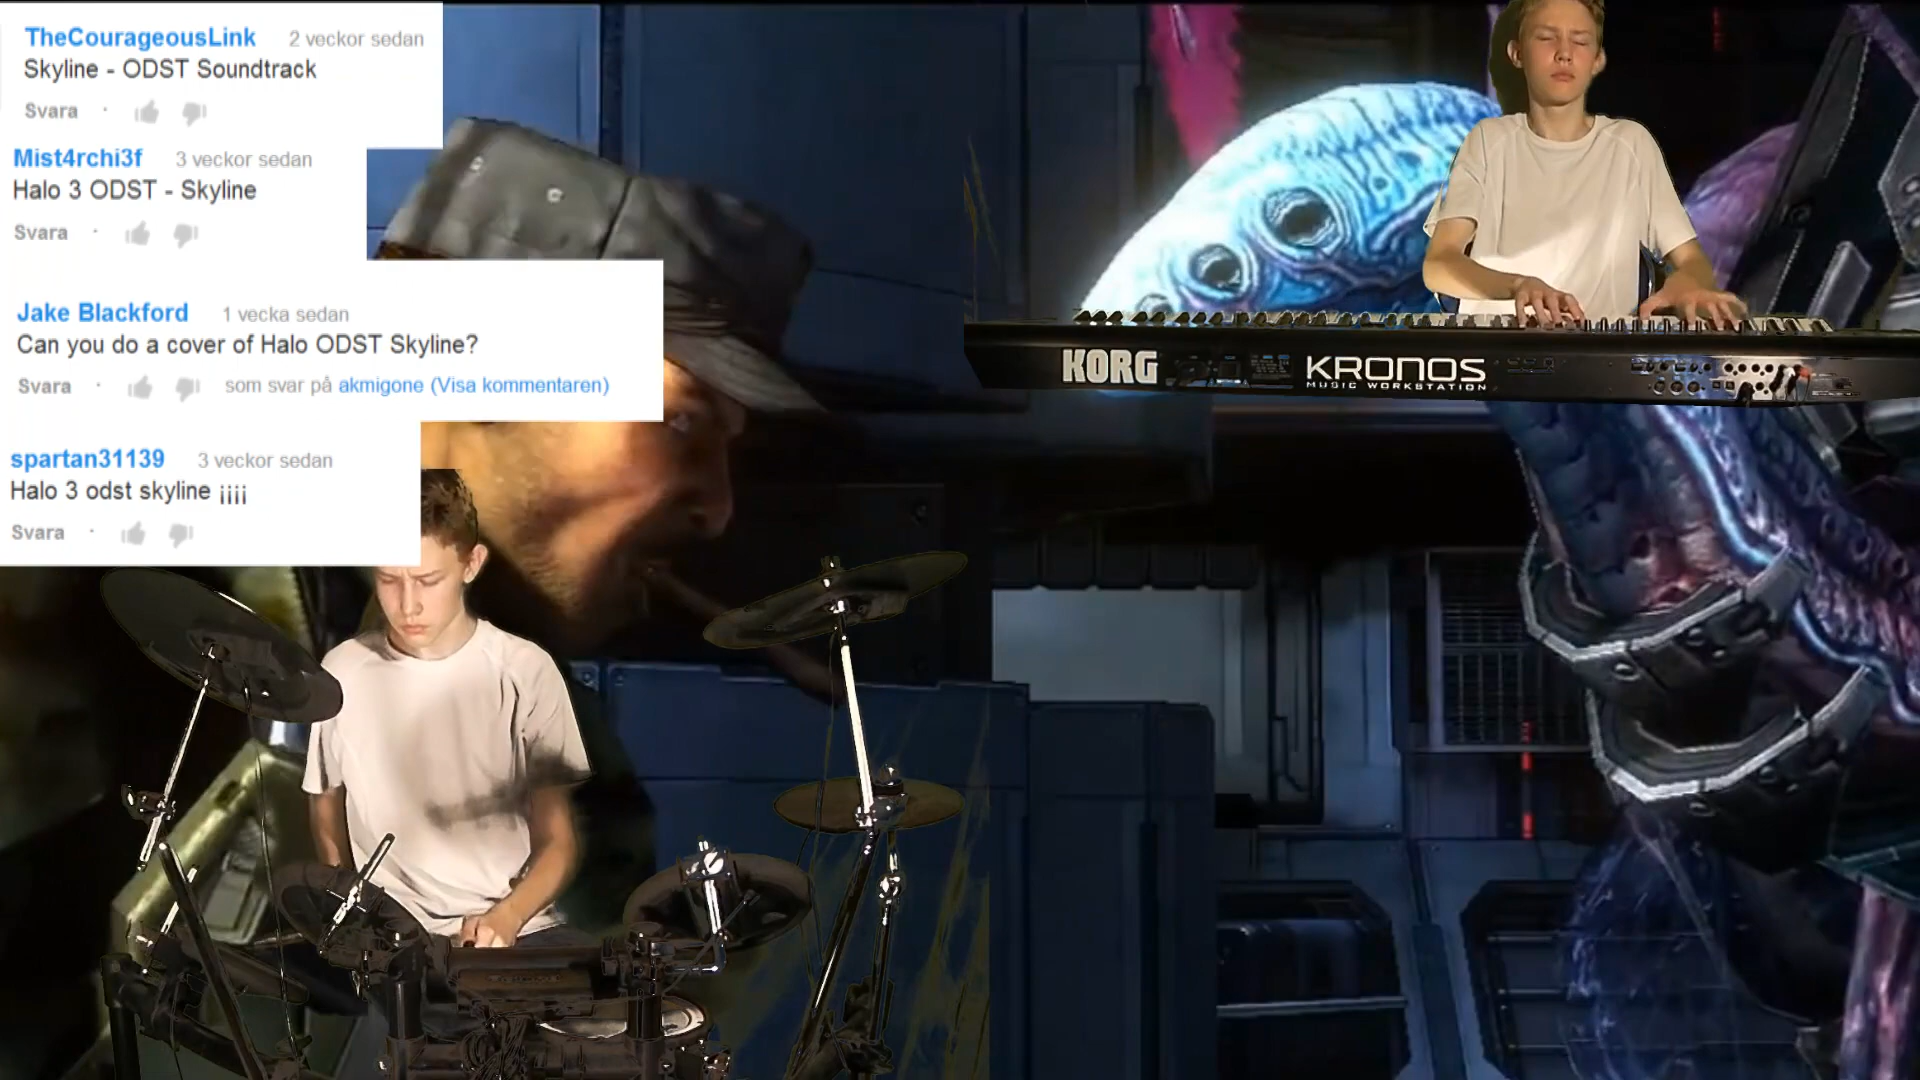 TheCourageousLink 2 veckor sedan
Skyline - ODST Soundtrack
Svara ·
Mist4rchi3f 3 veckor sedan
Halo 3 ODST - Skyline
Svara ·
Jake Blackford 1 vecka sedan
Can you do a cover of Halo ODST Skyline?
Svara · som svar på akmigone (Visa kommentaren)
spartan31139 3 veckor sedan
Halo 3 odst skyline ¡¡¡¡
Svara ·
KORG KRONOS
MUSIC WORKSTATION